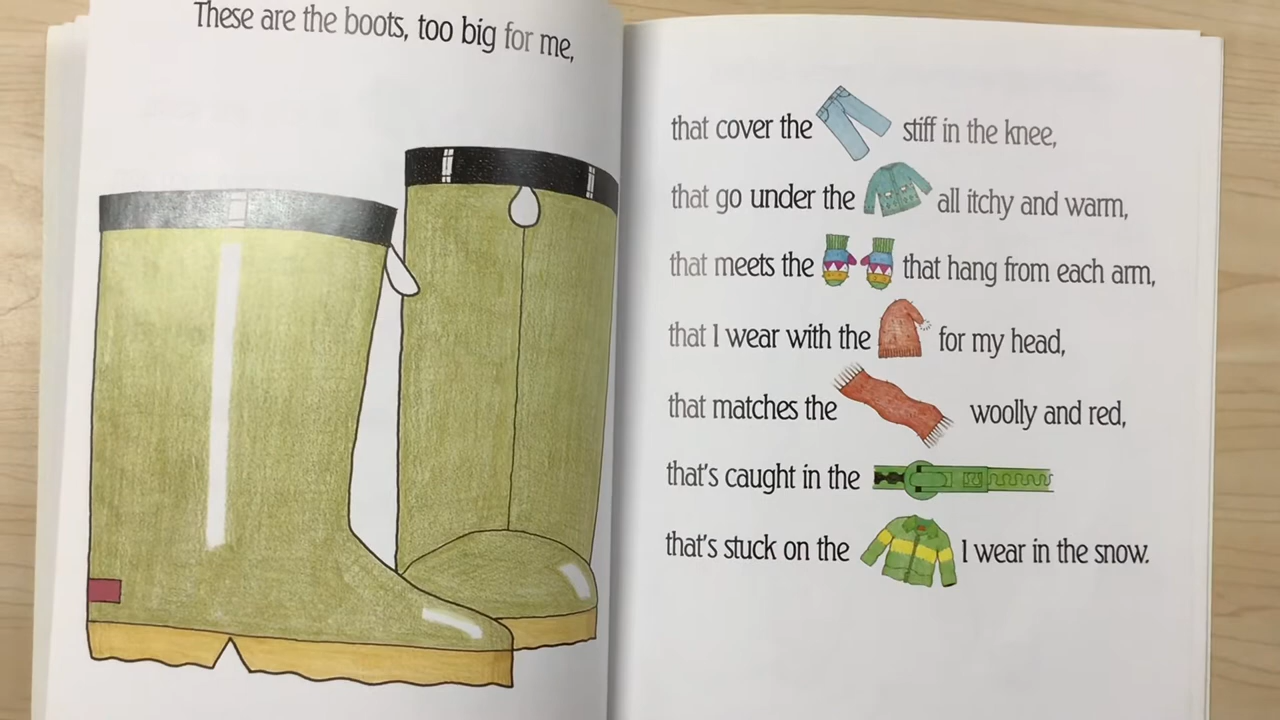 These are the boots, too big for me,
that cover the stiff in the knee,
that go under the all itchy and warm,
that meets the that hang from each arm,
that I wear with the for my head,
that matches the woolly and red,
that's caught in the
that's stuck on the I wear in the snow.